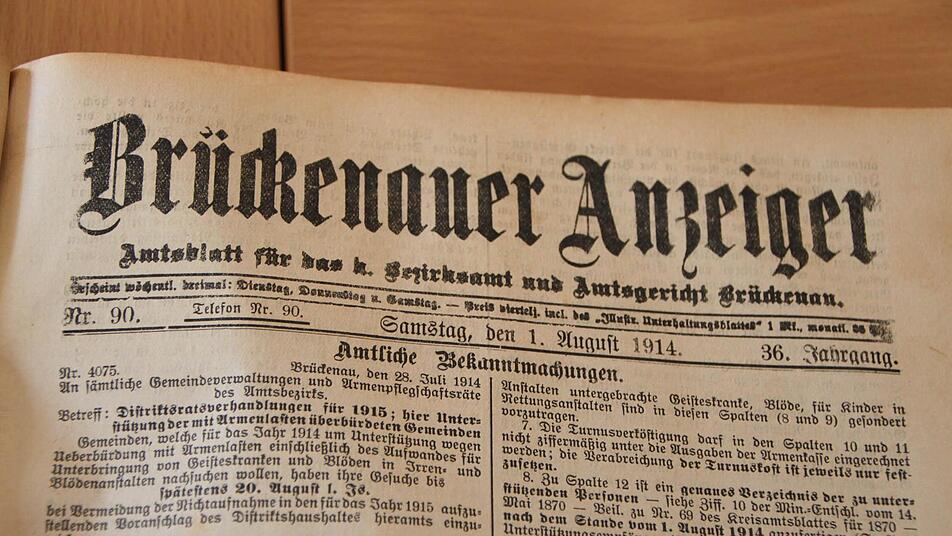 Brückenauer Anzeiger
Amtsblatt für das k. Bezirksamt und Amtsgericht Brückenau.
Erscheint wöchentl. dreimal: Dienstag, Donnerstag u. Samstag. — Preis viertelj. incl. des „Illustr. Unterhaltungsblattes“ 1 Mk., monatl.
Nr. 90.
Telefon Nr. 90.
Samstag, den 1. August 1914.
36. Jahrgang.
Amtliche Bekanntmachungen.
Nr. 4075.
Brückenau, den 28. Juli 1914
An sämtliche Gemeindeverwaltungen und Armenpflegschaftsräte
des Amtsbezirks.
Betreff: Distriktsratsverhandlungen für 1915; hier Unter-
stützung der mit Armenlasten überbürdeten Gemeinden
Gemeinden, welche für das Jahr 1914 um Unterstützung wegen
Ueberbürdung mit Armenlasten einschließlich des Aufwandes für
Unterbringung von Geisteskranken und Blöden in Irren- und
Blödenanstalten nachsuchen wollen, haben ihre Gesuche bis
spätestens 20. August l. Js.
bei Vermeidung der Nichtaufnahme in den für das Jahr 1915 aufzu-
stellenden Voranschlag des Distriktshaushaltes hieramts einzu-
Anstalten untergebrachte Geisteskranke, Blöde, für Kinder in
Rettungsanstalten sind in diesen Spalten (8 und 9) gesondert
vorzutragen.
7. Die Turnusverköstigung darf in den Spalten 10 und 11
nicht ziffermäßig unter die Ausgaben der Armenkasse eingerechnet
werden; die Verabreichung der Turnuskost ist jeweils nur fest-
zusetzen.
8. Zu Spalte 12 ist ein genaues Verzeichnis der zu unter-
stützenden Personen — siehe Ziff. 10 der Min.-Entschl. vom 14.
Mai 1870 — Beil. zu Nr. 69 des Kreisamtsblattes für 1870 —
nach dem Stande vom 1. August 1914